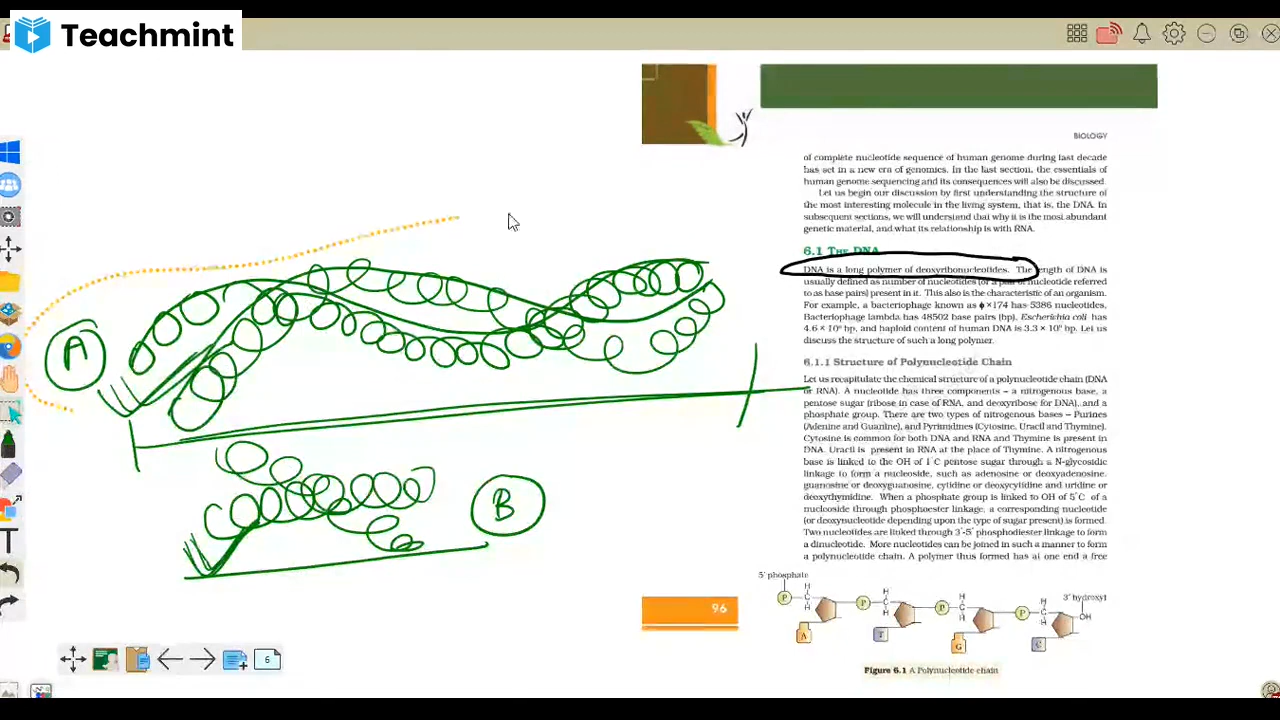 Teachmint
BIOLOGY
of complete nucleotide sequence of human genome during last decade
has set in a new era of genomics. In the last section, the essentials of
human genome sequencing and its consequences will also be discussed.
Let us begin our discussion by first understanding the structure of
the most interesting molecule in the living system, that is, the DNA. In
subsequent sections, we will understand that why it is the most abundant
genetic material, and what its relationship is with RNA.
6.1 THE DNA
DNA is a long polymer of deoxyribonucleotides. The length of DNA is
usually defined as number of nucleotides (or a pair of nucleotide referred
to as base pairs) present in it. This also is the characteristic of an organism.
For example, a bacteriophage known as ϕ×174 has 5386 nucleotides,
Bacteriophage lambda has 48502 base pairs (bp), Escherichia coli has
4.6 × 10⁶ bp, and haploid content of human DNA is 3.3 × 10⁹ bp. Let us
discuss the structure of such a long polymer.
6.1.1 Structure of Polynucleotide Chain
Let us recapitulate the chemical structure of a polynucleotide chain (DNA
or RNA). A nucleotide has three components – a nitrogenous base, a
pentose sugar (ribose in case of RNA, and deoxyribose for DNA), and a
phosphate group. There are two types of nitrogenous bases – Purines
(Adenine and Guanine), and Pyrimidines (Cytosine, Uracil and Thymine).
Cytosine is common for both DNA and RNA and Thymine is present in
DNA. Uracil is present in RNA at the place of Thymine. A nitrogenous
base is linked to the OH of 1'C pentose sugar through a N-glycosidic
linkage to form a nucleoside, such as adenosine or deoxyadenosine,
guanosine or deoxyguanosine, cytidine or deoxycytidine and uridine or
deoxythymidine. When a phosphate group is linked to OH of 5'C of a
nucleoside through phosphoester linkage, a corresponding nucleotide
(or deoxynucleotide depending upon the type of sugar present) is formed.
Two nucleotides are linked through 3'-5' phosphodiester linkage to form
a dinucleotide. More nucleotides can be joined in such a manner to form
a polynucleotide chain. A polymer thus formed has at one end a free
A
B
5' phosphate
3' hydroxyl
H H H H
P C P C P C P C
H H H H OH
A T G C
96
Figure 6.1 A Polynucleotide chain
T
6